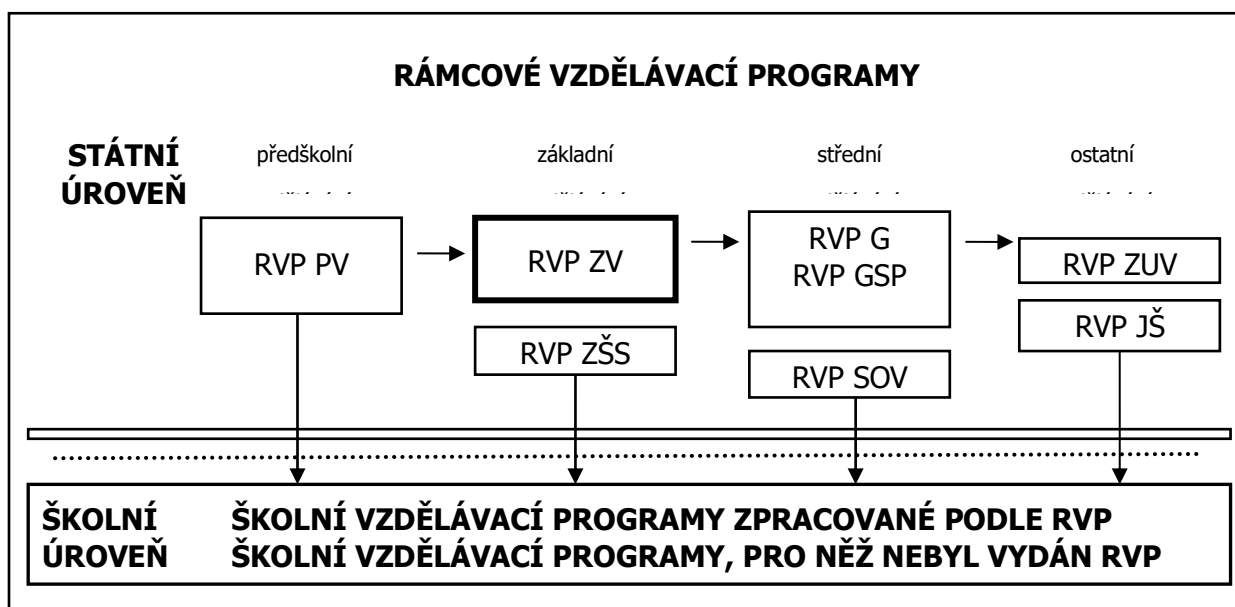 RÁMCOVÉ VZDĚLÁVACÍ PROGRAMY
STÁTNÍ
ÚROVEŇ
předškolní
základní
střední
ostatní
RVP PV
RVP ZV
RVP ZŠS
RVP G
RVP GSP
RVP SOV
RVP ZUV
RVP JŠ
ŠKOLNÍ ŠKOLNÍ VZDĚLÁVACÍ PROGRAMY ZPRACOVANÉ PODLE RVP
ÚROVEŇ ŠKOLNÍ VZDĚLÁVACÍ PROGRAMY, PRO NĚŽ NEBYL VYDÁN RVP